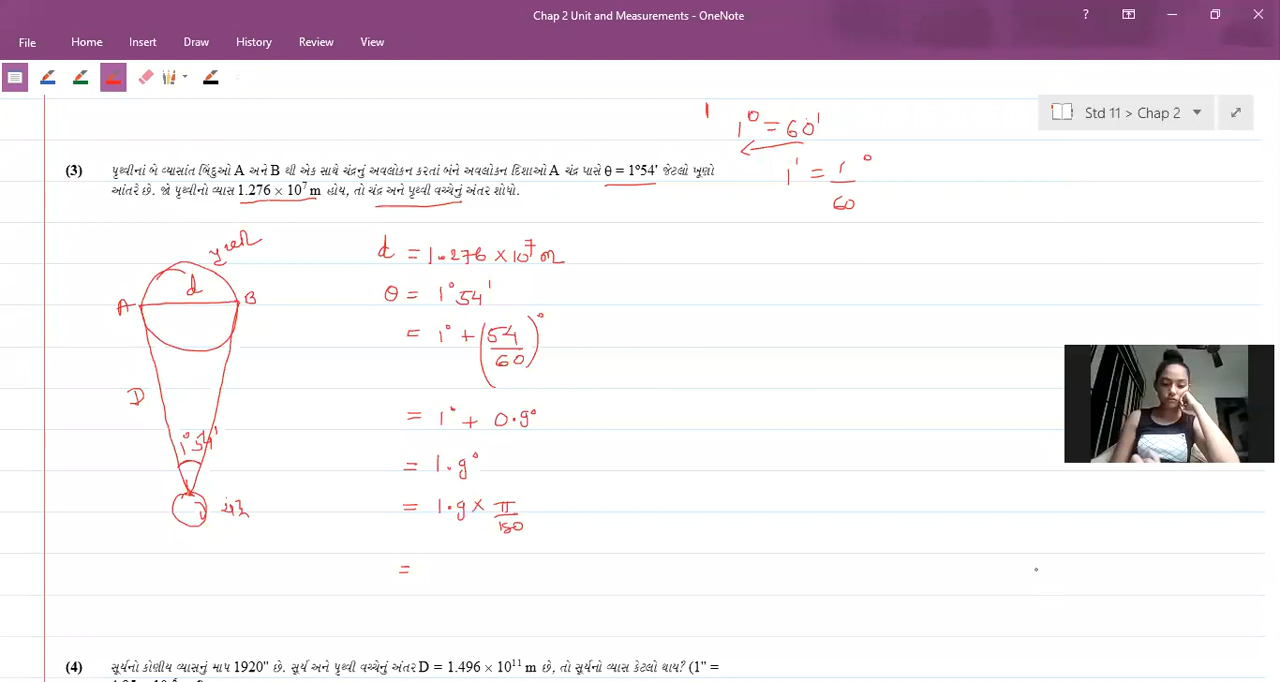 Chap 2 Unit and Measurements - OneNote
File Home Insert Draw History Review View
Std 11 > Chap 2
1° = 60'
1' = 1/60 °
(3) પૃથ્વીનાં બે વ્યાસાંત બિંદુઓ A અને B થી એક સાથે ચંદ્રનું અવલોકન કરતાં બંને અવલોકન દિશાઓ A ચંદ્ર પાસે θ = 1°54' જેટલો ખૂણો
આંતરે છે. જો પૃથ્વીનો વ્યાસ 1.276 × 10⁷ m હોય, તો ચંદ્ર અને પૃથ્વી વચ્ચેનું અંતર શોધો.
પૃથ્વી
d
A B
D
1°54'
ચંદ્ર
d = 1.276 × 10⁷ m
θ = 1°54'
= 1° + (54/60)°
= 1° + 0.9°
= 1.9°
= 1.9 × π/180
=
(4) સૂર્યનો કોણીય વ્યાસનું માપ 1920" છે. સૂર્ય અને પૃથ્વી વચ્ચેનું અંતર D = 1.496 × 10¹¹ m છે, તો સૂર્યનો વ્યાસ કેટલો થાય? (1" =